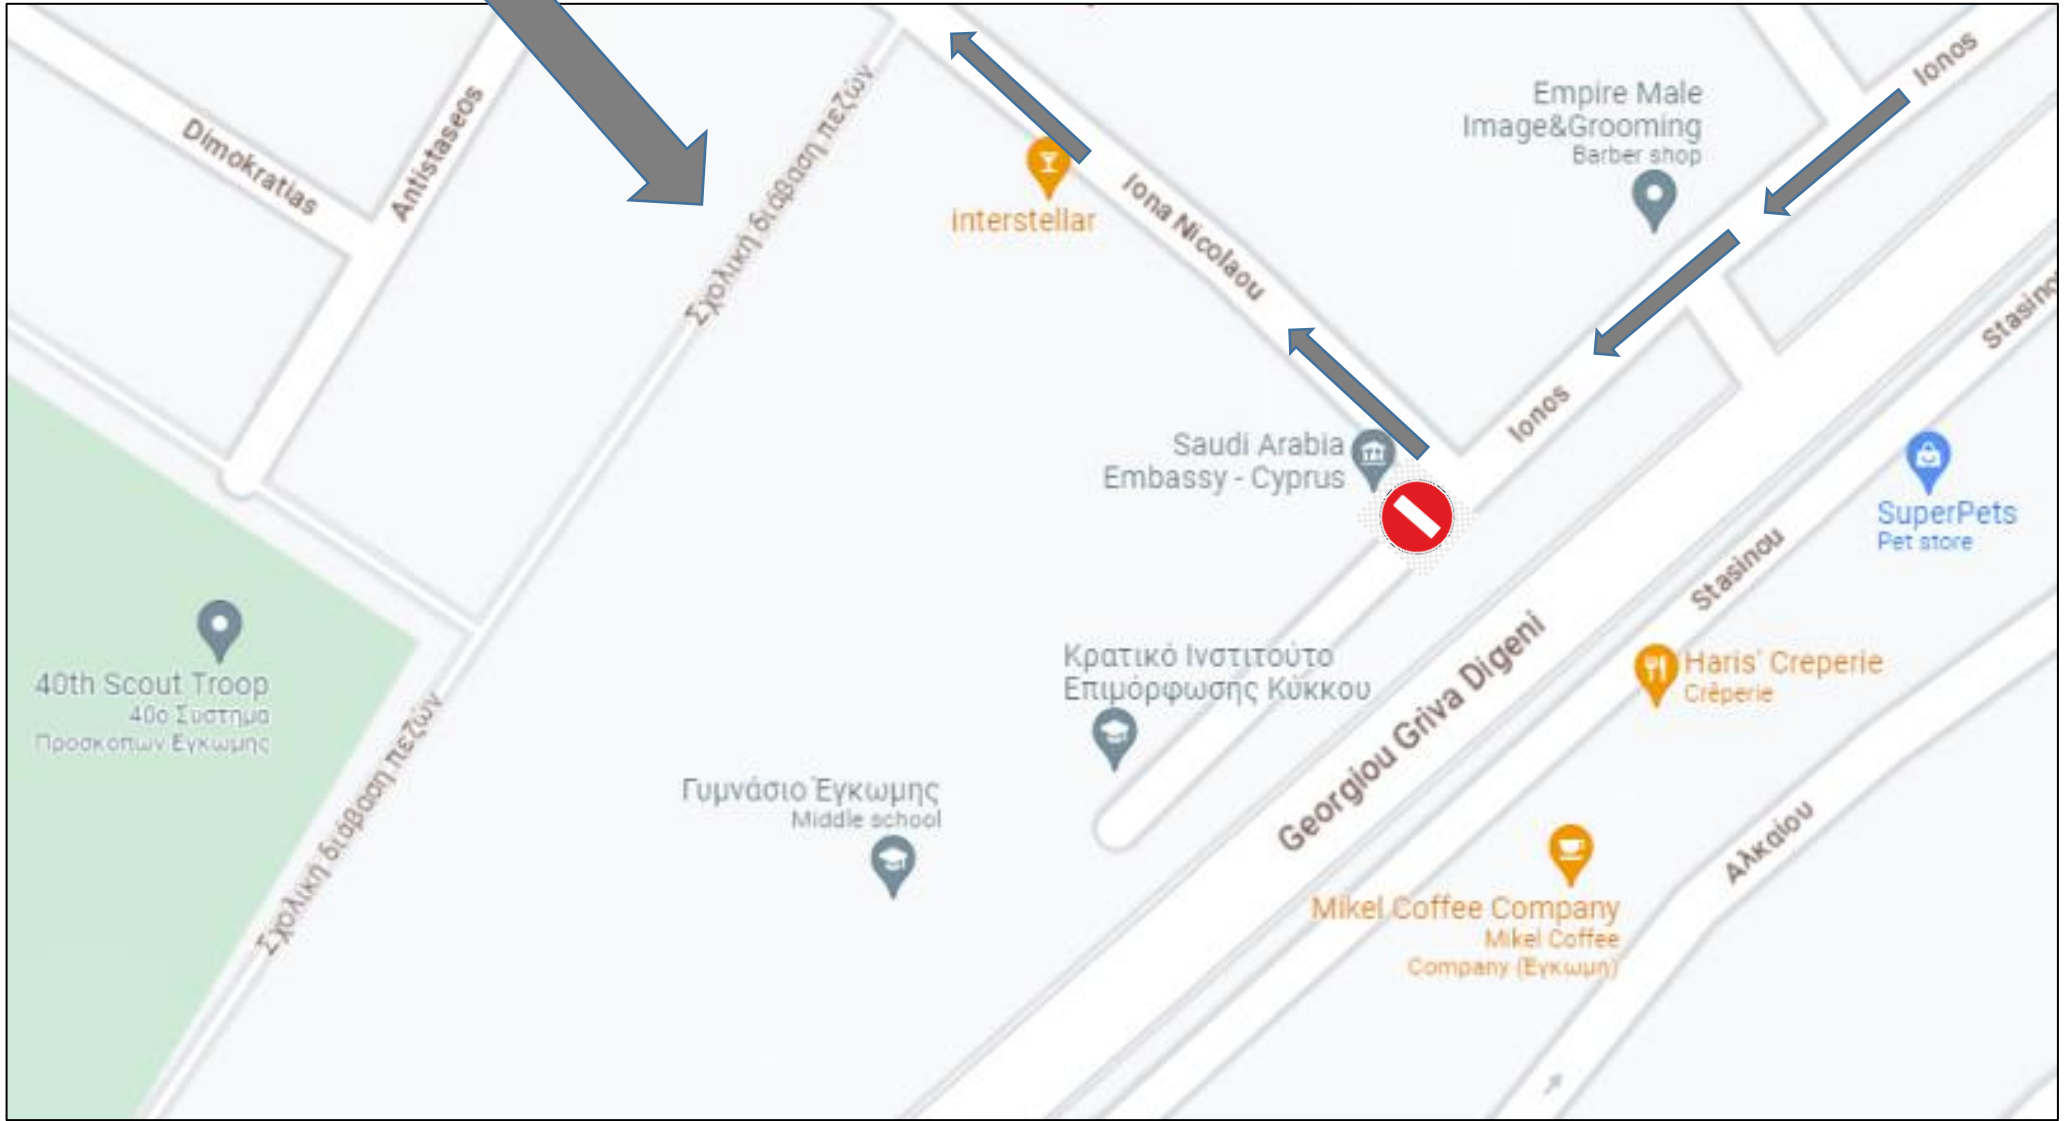 Ionos
Empire Male
Image&Grooming
Barber shop
Dimokratias
Antistaseos
Σχολική διάβαση πεζών
Iona Nicolaou
interstellar
Stasinou
Ionos
Saudi Arabia
Embassy - Cyprus
SuperPets
Pet store
Stasinou
40th Scout Troop
40ο Σύστημα
Προσκόπων Έγκωμης
Κρατικό Ινστιτούτο
Επιμόρφωσης Κύκκου
Haris' Creperie
Crêperie
Georgiou Griva Digeni
Γυμνάσιο Έγκωμης
Middle school
Σχολική διάβαση πεζών
Αλκαίου
Mikel Coffee Company
Mikel Coffee
Company (Έγκωμη)